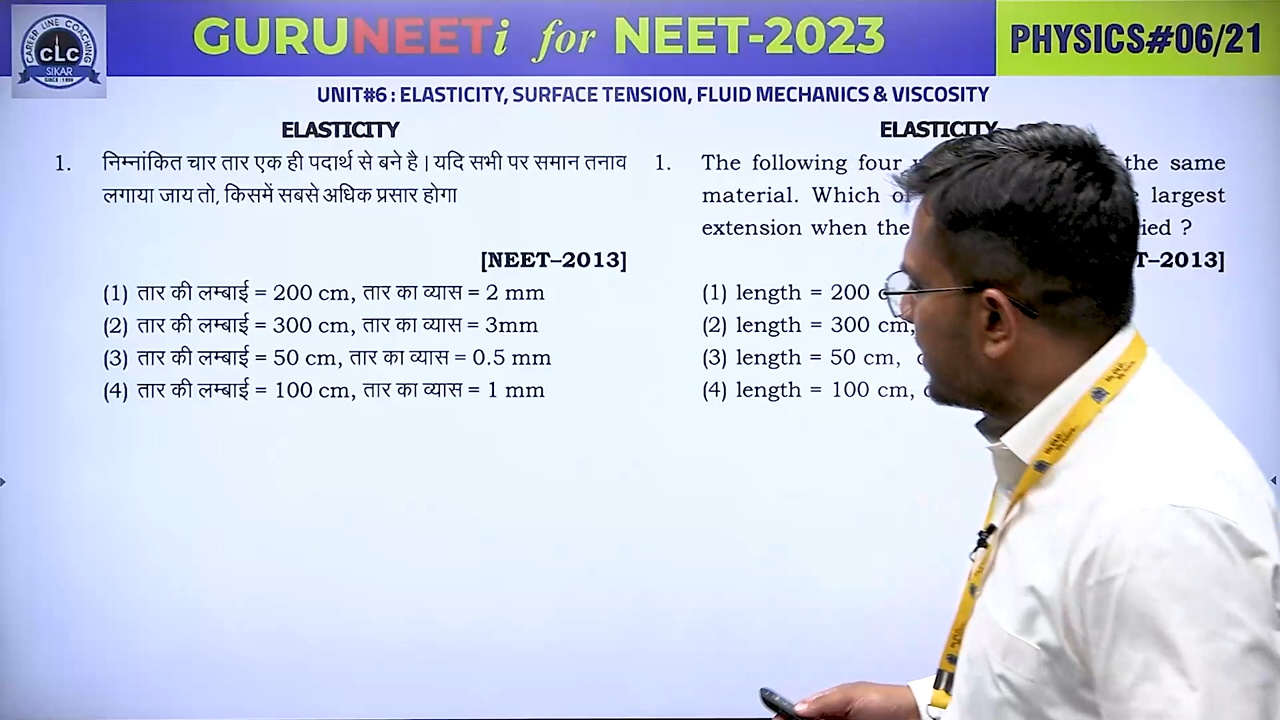 CAREER LINE COACHING
CLC
SIKAR
SINCE : 1996
GURUNEETi for NEET-2023
PHYSICS#06/21
UNIT#6 : ELASTICITY, SURFACE TENSION, FLUID MECHANICS & VISCOSITY
ELASTICITY
1. निम्नांकित चार तार एक ही पदार्थ से बने है। यदि सभी पर समान तनाव
लगाया जाय तो, किसमें सबसे अधिक प्रसार होगा
[NEET–2013]
(1) तार की लम्बाई = 200 cm, तार का व्यास = 2 mm
(2) तार की लम्बाई = 300 cm, तार का व्यास = 3mm
(3) तार की लम्बाई = 50 cm, तार का व्यास = 0.5 mm
(4) तार की लम्बाई = 100 cm, तार का व्यास = 1 mm
ELASTICITY
1. The following four the same
material. Which largest
extension when the ?
T–2013]
(1) length = 200
(2) length = 300 cm,
(3) length = 50 cm,
(4) length = 100 cm,